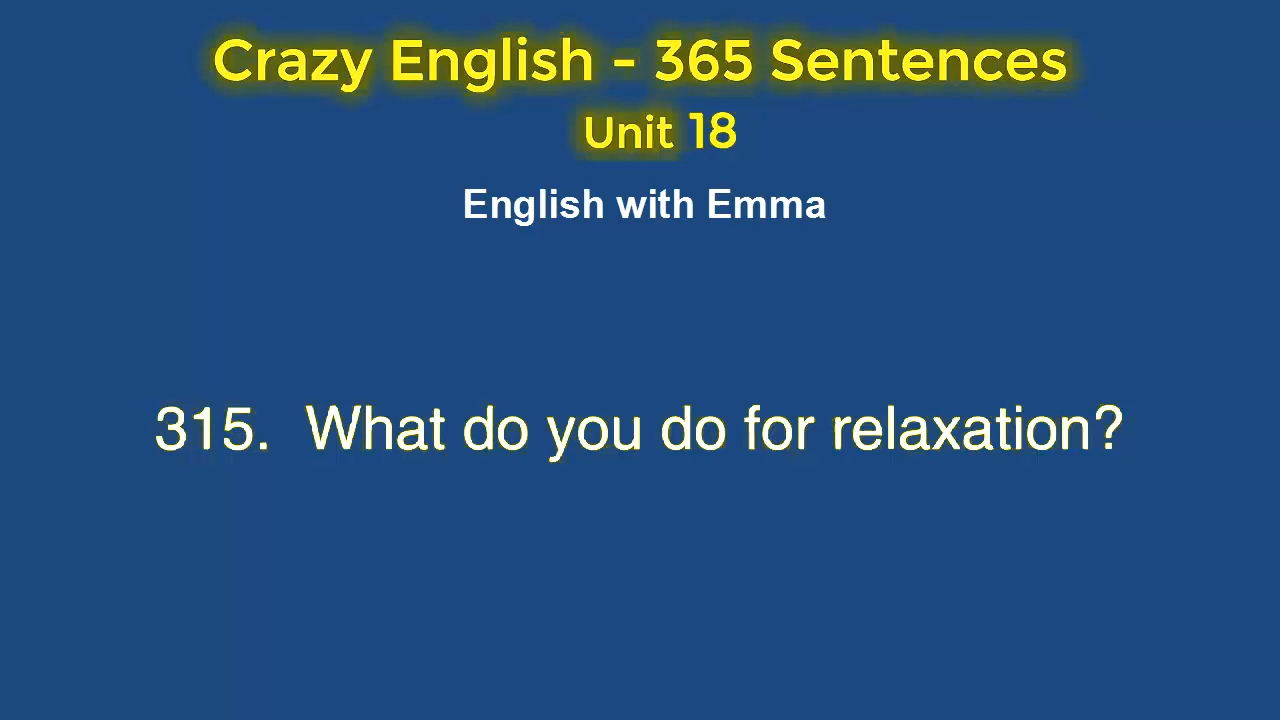 Crazy English - 365 Sentences
Unit 18
English with Emma
315. What do you do for relaxation?